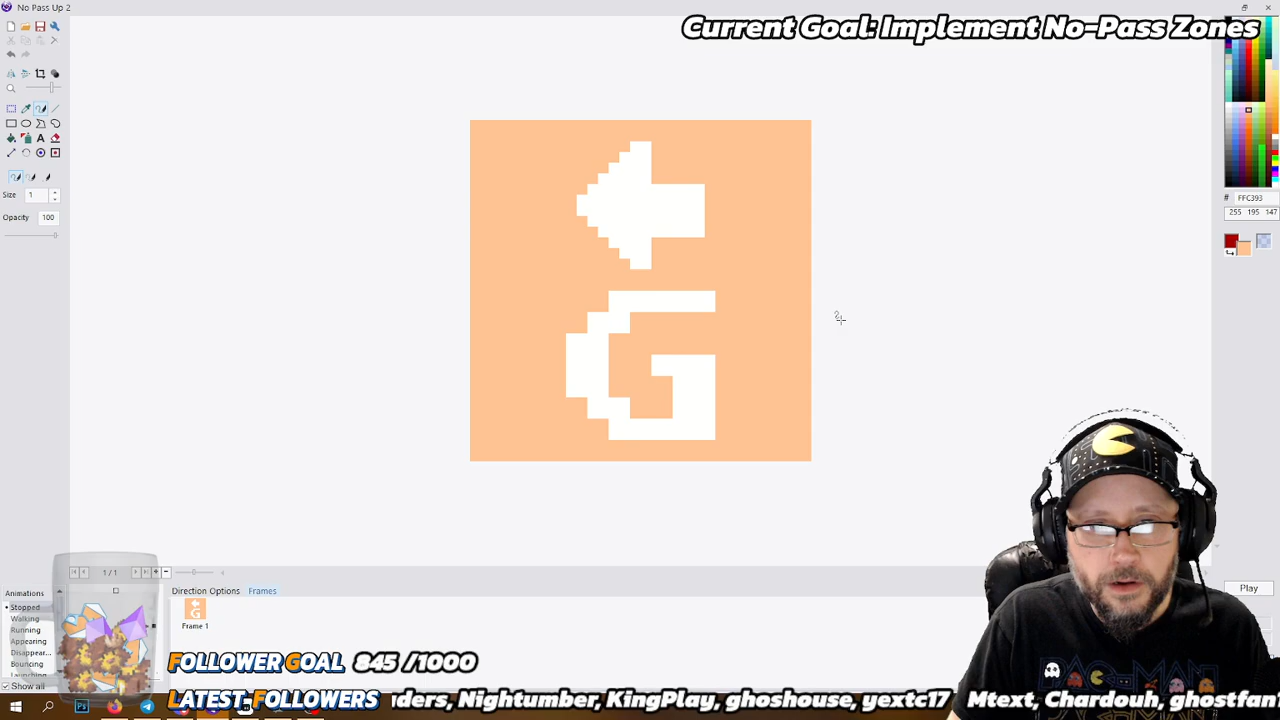 No Pass Up 2
Current Goal: Implement No-Pass Zones
Size 1
Opacity 100
# FFC393
255 195 147
G
1 / 1
Animations
Stopped
Walking
Running
Appearing
Disappear...
Bouncing
Show all
Direction Options Frames
Frame 1
Play
Follower Goal 845 /1000
Latest Followers rders, Nightumber, KingPlay, ghoshouse, yextc17 Mtext, Chardouh, ghostfan